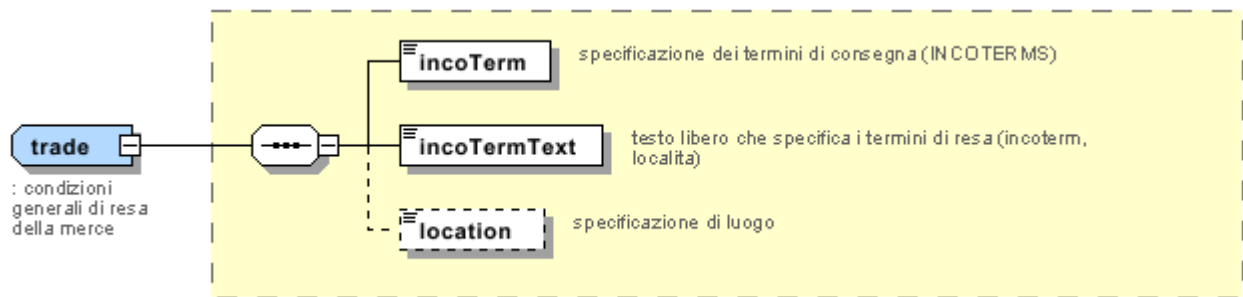 incoTerm
specificazione dei termini di consegna (INCOTERMS)
trade
: condizioni
generali di resa
della merce
incoTermText
testo libero che specifica i termini di resa (incoterm,
localita)
location
specificazione di luogo